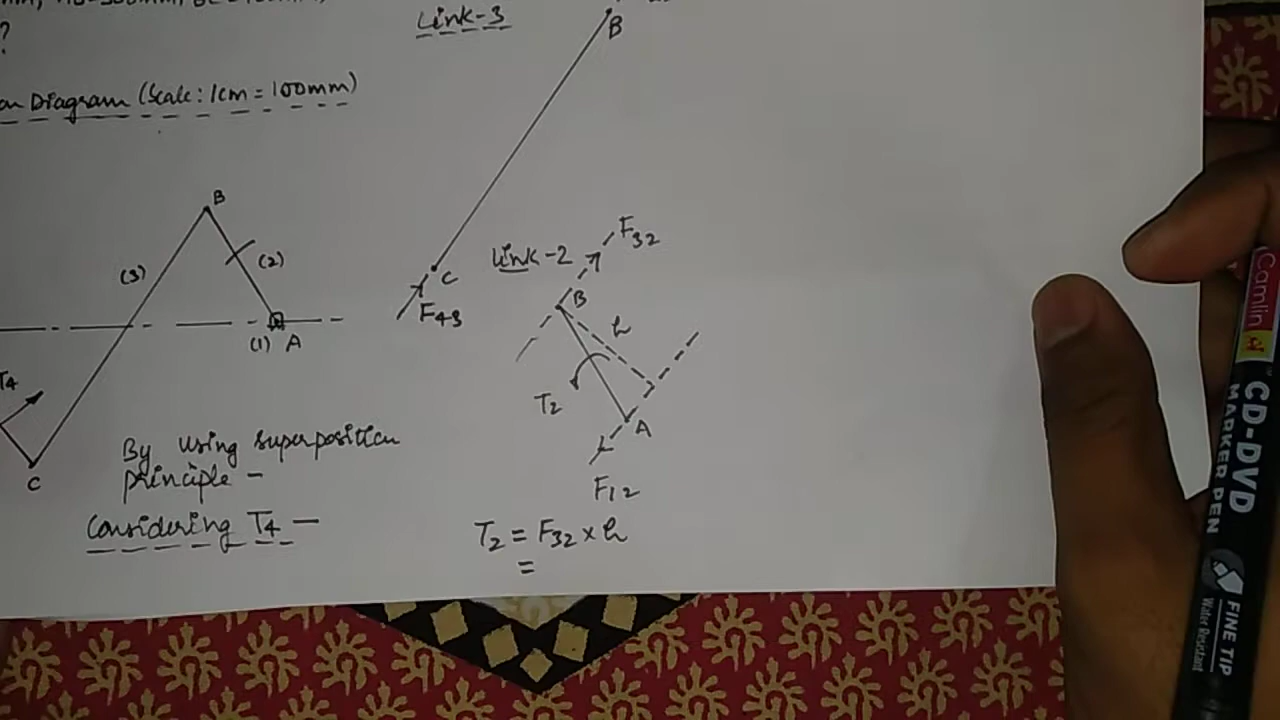 ?
on Diagram (Scale: 1cm = 100mm)
Link-3
B
C
F43
B
(3)
(2)
(1) A
T4
C
Link-2
F32
B
h
T2
A
F12
By using superposition
principle -
Considering T4 -
T2 = F32 × h
=
Camlin
CD-DVD
MARKER PEN
FINE TIP
Water Resistant